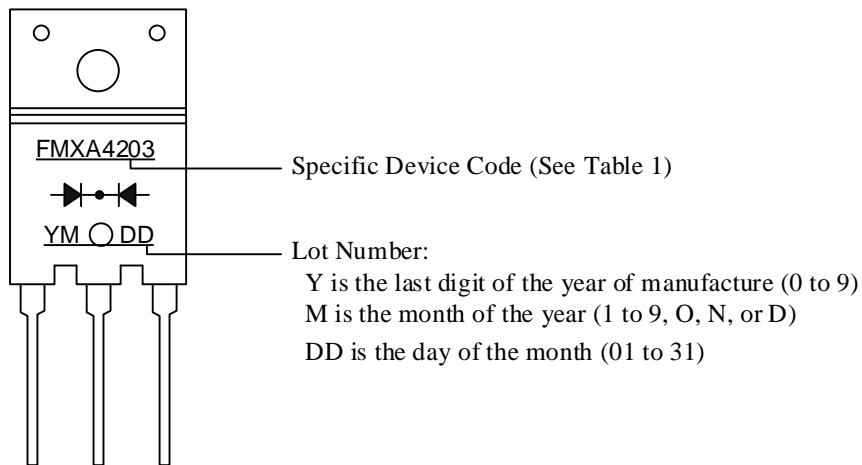 FMXA4203
Specific Device Code (See Table 1)
YM DD
Lot Number:
Y is the last digit of the year of manufacture (0 to 9)
M is the month of the year (1 to 9, O, N, or D)
DD is the day of the month (01 to 31)